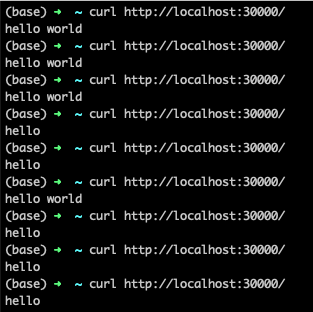 (base) ➜ ~ curl http://localhost:30000/
hello world
(base) ➜ ~ curl http://localhost:30000/
hello world
(base) ➜ ~ curl http://localhost:30000/
hello world
(base) ➜ ~ curl http://localhost:30000/
hello
(base) ➜ ~ curl http://localhost:30000/
hello
(base) ➜ ~ curl http://localhost:30000/
hello world
(base) ➜ ~ curl http://localhost:30000/
hello
(base) ➜ ~ curl http://localhost:30000/
hello
(base) ➜ ~ curl http://localhost:30000/
hello